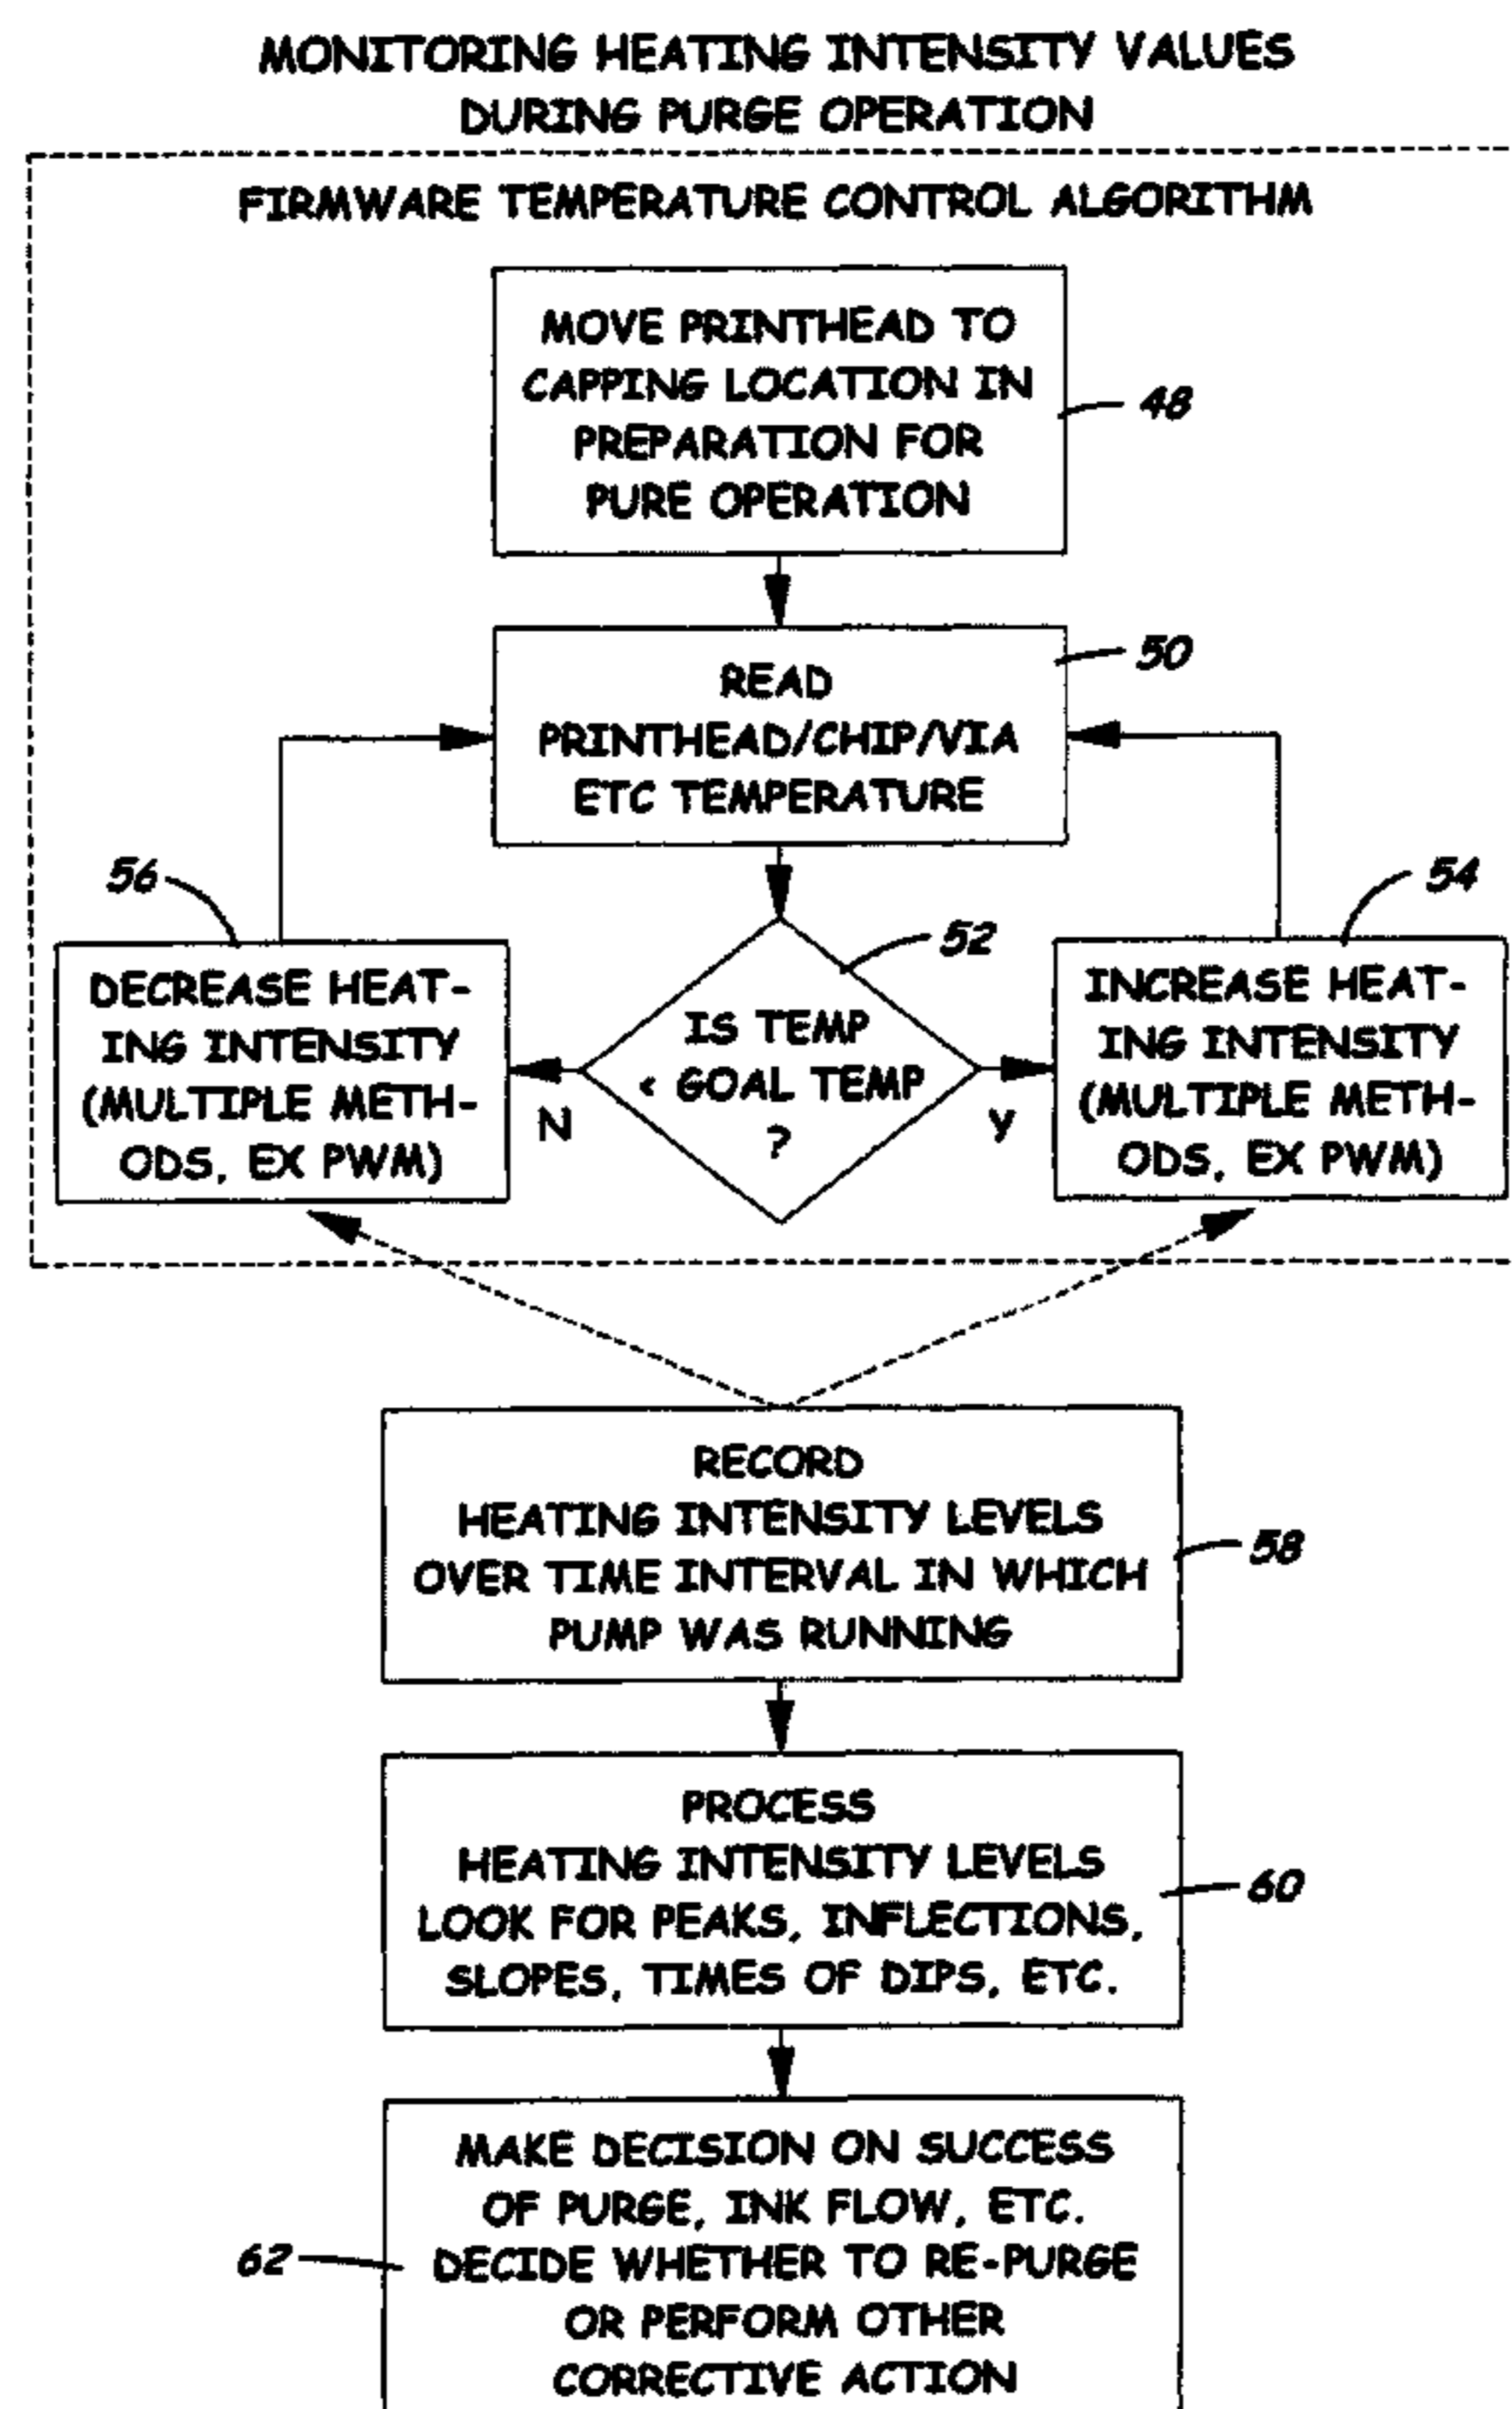 MONITORING HEATING INTENSITY VALUES
DURING PURGE OPERATION
FIRMWARE TEMPERATURE CONTROL ALGORITHM
MOVE PRINTHEAD TO
CAPPING LOCATION IN
PREPARATION FOR
PURE OPERATION
48
READ
PRINTHEAD/CHIP/VIA
ETC TEMPERATURE
50
56
DECREASE HEAT-
ING INTENSITY
(MULTIPLE METH-
ODS, EX PWM)
N
IS TEMP
< GOAL TEMP
?
52
Y
54
INCREASE HEAT-
ING INTENSITY
(MULTIPLE METH-
ODS, EX PWM)
RECORD
HEATING INTENSITY LEVELS
OVER TIME INTERVAL IN WHICH
PUMP WAS RUNNING
58
PROCESS
HEATING INTENSITY LEVELS
LOOK FOR PEAKS, INFLECTIONS,
SLOPES, TIMES OF DIPS, ETC.
60
MAKE DECISION ON SUCCESS
OF PURGE, INK FLOW, ETC.
DECIDE WHETHER TO RE-PURGE
OR PERFORM OTHER
CORRECTIVE ACTION
62